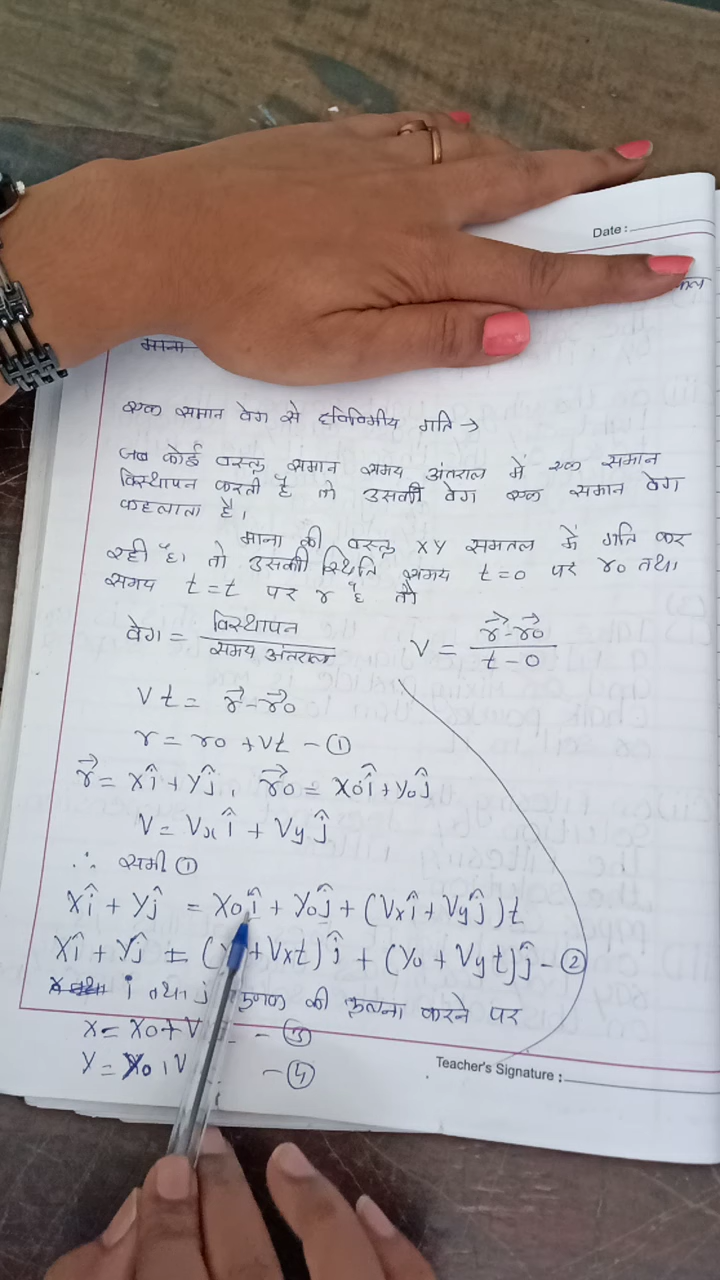 Date :
माना
एक समान वेग से द्विविमीय गति →
जब कोई वस्तु समान समय अंतराल में एक समान
विस्थापन करती है तो उसकी वेग एक समान वेग
कहलाता है।
माना की वस्तु XY समतल में गति कर
रही है। तो उसकी स्थिति समय t=0 पर r0 तथा
समय t=t पर r है तो
वेग = विस्थापन / समय अंतराल V = r⃗-r⃗0 / t-0
Vt = r⃗-r⃗0
r = r0 + Vt - ①
r⃗ = xî + yĵ, r⃗0 = x0î + y0ĵ
V = Vxî + Vyĵ
∴ समी ①
xî + yĵ = x0î + y0ĵ + (Vxî + Vyĵ)t
xî + yĵ = ( + Vxt)î + (y0 + Vyt)ĵ - ②
i तथा j की तुलना करने पर
x = x0 + V - ③
y = y0 + V - ④
Teacher's Signature :